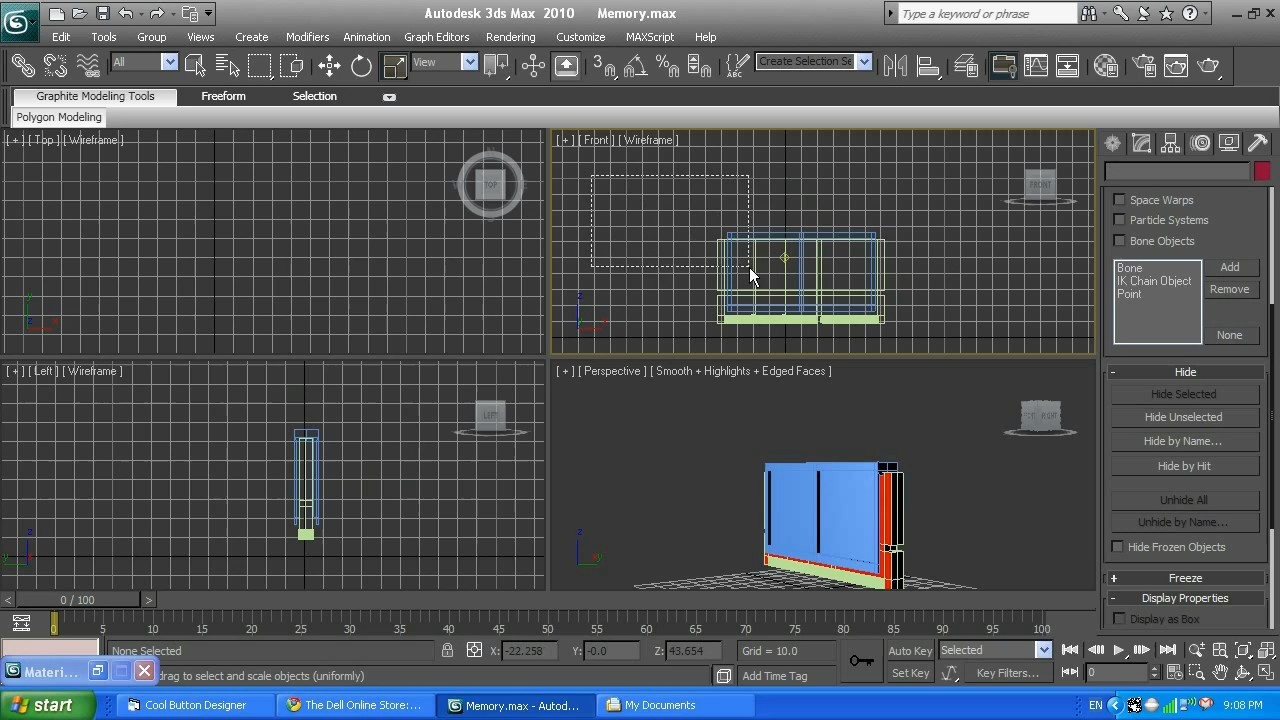 Autodesk 3ds Max 2010 Memory.max
Type a keyword or phrase
Edit Tools Group Views Create Modifiers Animation Graph Editors Rendering Customize MAXScript Help
All View Create Selection Se
Graphite Modeling Tools Freeform Selection
Polygon Modeling
[ + ] [ Top ] [ Wireframe ]
TOP
[ + ] [ Front ] [ Wireframe ]
FRONT
Space Warps
Particle Systems
Bone Objects
Bone
IK Chain Object
Point
Add
Remove
None
[ + ] [ Left ] [ Wireframe ]
LEFT
[ + ] [ Perspective ] [ Smooth + Highlights + Edged Faces ]
- Hide
Hide Selected
Hide Unselected
Hide by Name...
Hide by Hit
Unhide All
Unhide by Name...
Hide Frozen Objects
+ Freeze
- Display Properties
Display as Box
< 0 / 100 >
0 5 10 15 20 25 30 35 40 45 50 55 60 65 70 75 80 85 90 95 100
None Selected X: -22.258 Y: -0.0 Z: 43.654 Grid = 10.0 Auto Key Selected
Materi... drag to select and scale objects (uniformly) Add Time Tag Set Key Key Filters... 0
start Cool Button Designer The Dell Online Store:... Memory.max - Autod... My Documents EN 9:08 PM